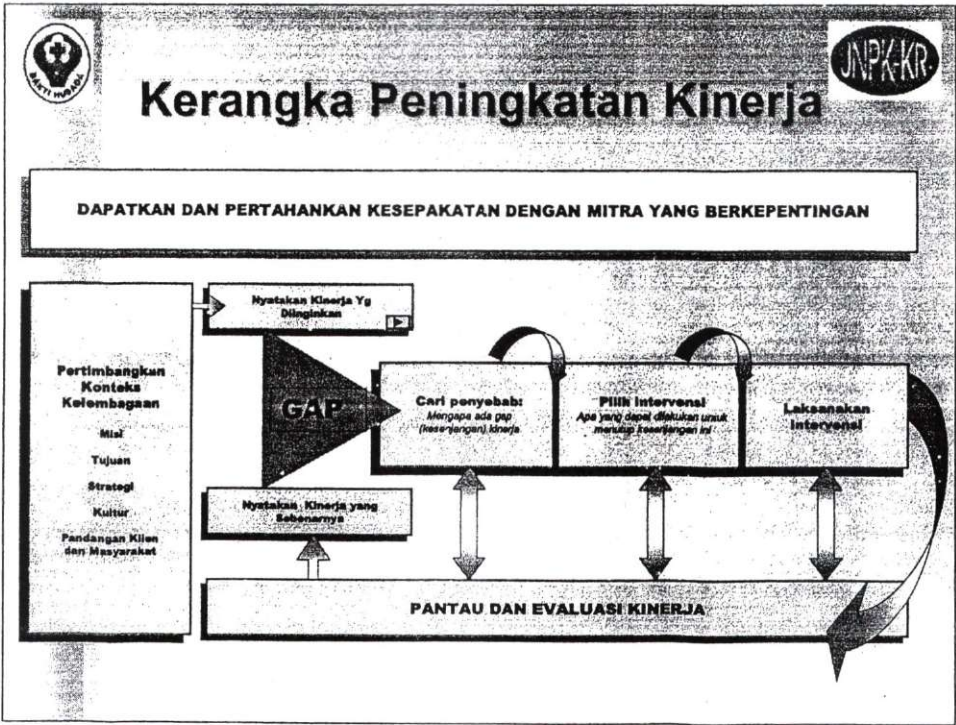 BAKTI HUSADA
JNPK-KR
Kerangka Peningkatan Kinerja
DAPATKAN DAN PERTAHANKAN KESEPAKATAN DENGAN MITRA YANG BERKEPENTINGAN
Pertimbangkan
Konteks
Kelembagaan
Misi
Tujuan
Strategi
Kultur
Pandangan Klien
dan Masyarakat
Nyatakan Kinerja Yg
Diinginkan
GAP
Nyatakan Kinerja yang
Sebenarnya
Cari penyebab:
Mengapa ada gap
(kesenjangan) kinerja
Pilih Intervensi
Apa yang dapat dilakukan untuk
menutup kesenjangan ini
Laksanakan
Intervensi
PANTAU DAN EVALUASI KINERJA